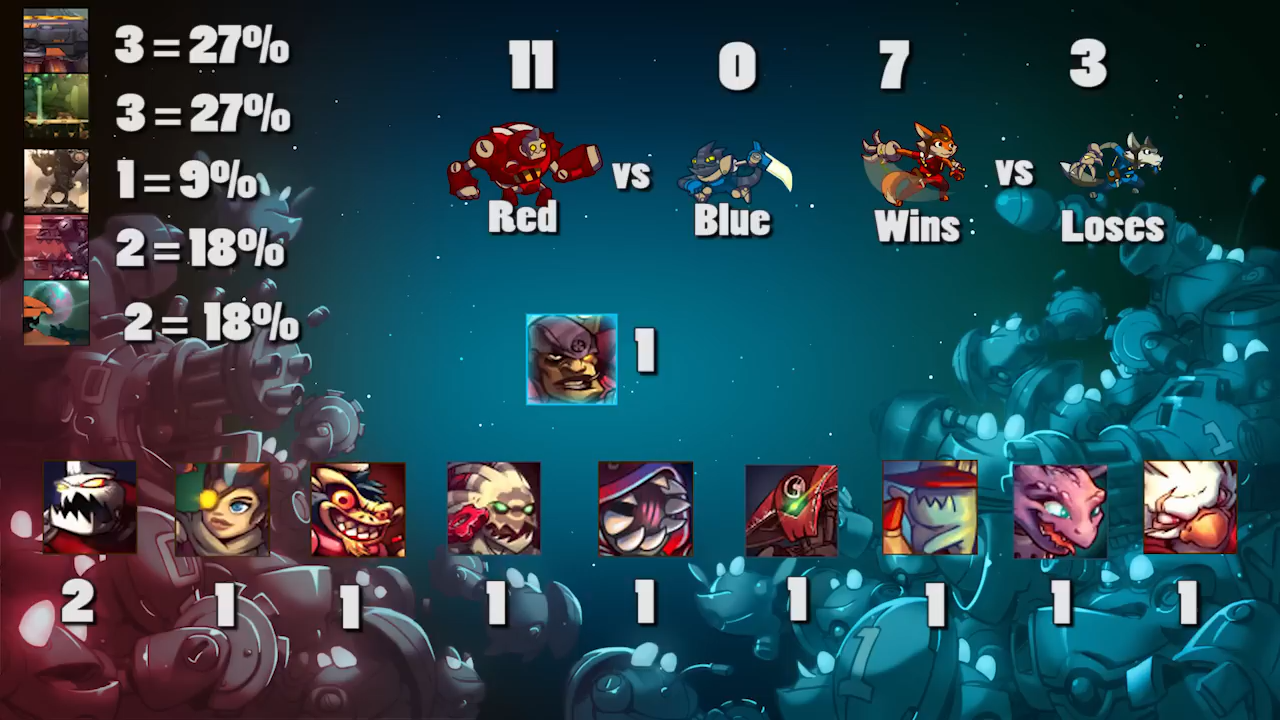 3 = 27%
3 = 27%
1 = 9%
2 = 18%
2 = 18%
11 0 7 3
vs vs
Red Blue Wins Loses
1
2 1 1 1 1 1 1 1 1